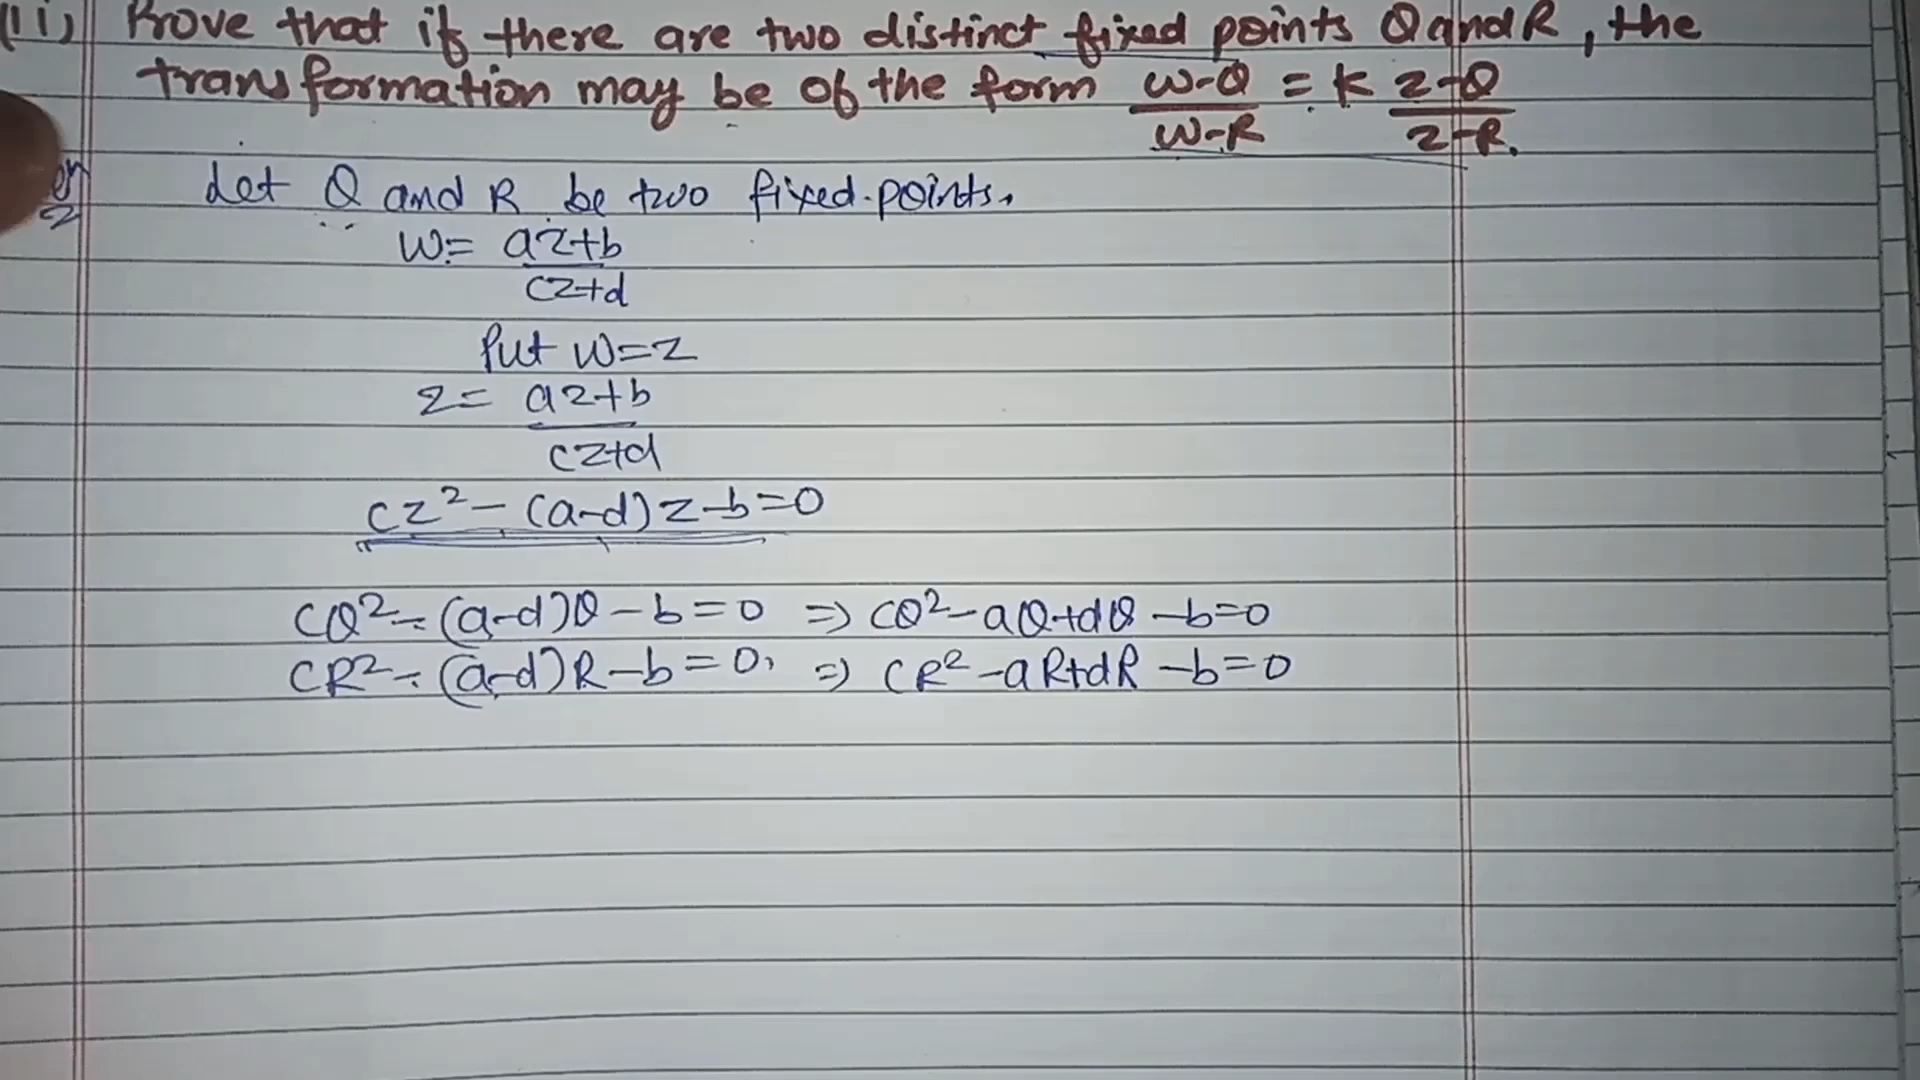 (ii) Prove that if there are two distinct fixed points Q and R, the
transformation may be of the form w-Q/w-R = k z-Q/z-R.
Let Q and R be two fixed points.
w = az+b/cz+d
Put w=z
z = az+b/cz+d
cz² - (a-d)z - b = 0
cQ² - (a-d)Q - b = 0 ⇒ cQ² - aQ + dQ - b = 0
cR² - (a-d)R - b = 0, ⇒ cR² - aR + dR - b = 0